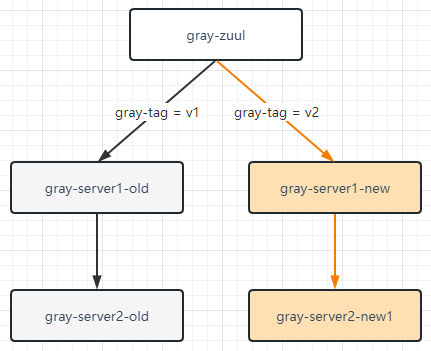 gray-zuul
gray-tag = v1
gray-tag = v2
gray-server1-old
gray-server1-new
gray-server2-old
gray-server2-new1